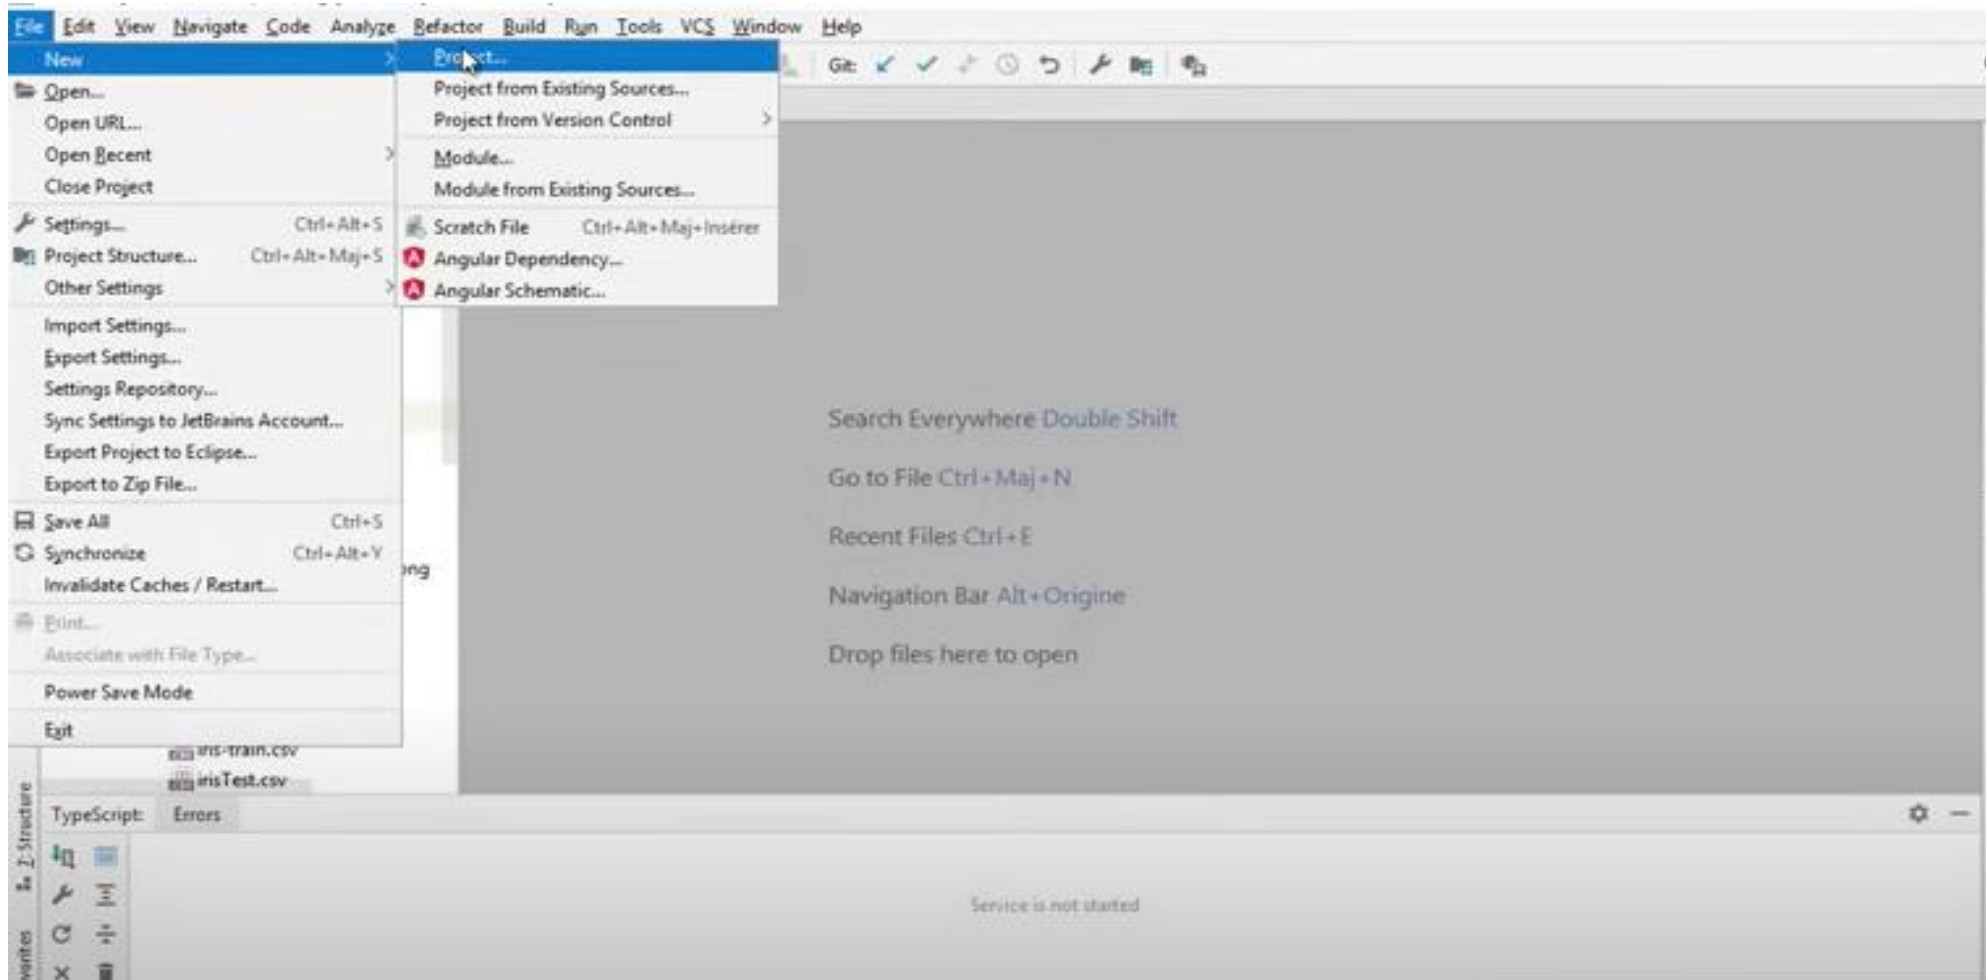 File Edit View Navigate Code Analyze Refactor Build Run Tools VCS Window Help
New
Project...
Git:
Open...
Project from Existing Sources...
Open URL...
Project from Version Control
Open Recent
Module...
Close Project
Module from Existing Sources...
Settings... Ctrl+Alt+S
Scratch File Ctrl+Alt+Maj+Insérer
Project Structure... Ctrl+Alt+Maj+S
Angular Dependency...
Other Settings
Angular Schematic...
Import Settings...
Export Settings...
Settings Repository...
Sync Settings to JetBrains Account...
Export Project to Eclipse...
Export to Zip File...
Save All Ctrl+S
Synchronize Ctrl+Alt+Y
Invalidate Caches / Restart...
ong
Print...
Associate with File Type...
Power Save Mode
Exit
iris-train.csv
irisTest.csv
Search Everywhere Double Shift
Go to File Ctrl+Maj+N
Recent Files Ctrl+E
Navigation Bar Alt+Origine
Drop files here to open
Z: Structure
TypeScript: Errors
Service is not started
vorites